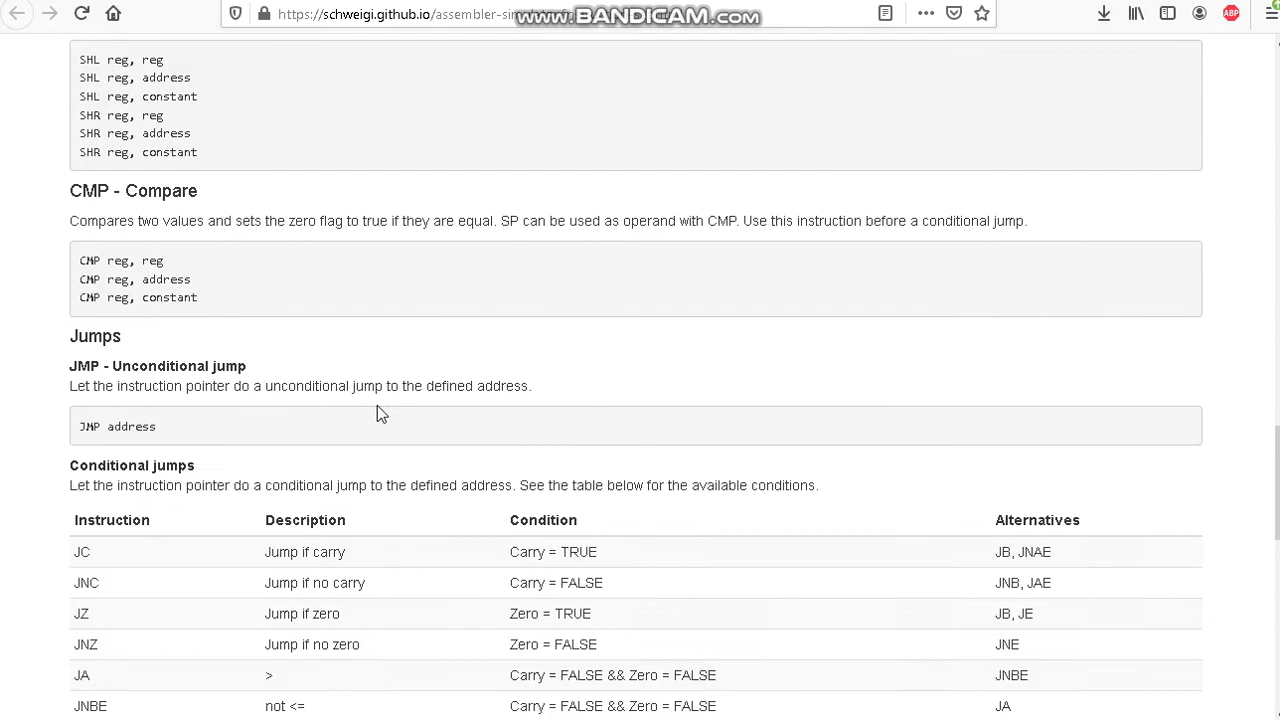 https://schweigi.github.io/assembler-sim
www.BANDICAM.com
ABP
SHL reg, reg
SHL reg, address
SHL reg, constant
SHR reg, reg
SHR reg, address
SHR reg, constant
CMP - Compare
Compares two values and sets the zero flag to true if they are equal. SP can be used as operand with CMP. Use this instruction before a conditional jump.
CMP reg, reg
CMP reg, address
CMP reg, constant
Jumps
JMP - Unconditional jump
Let the instruction pointer do a unconditional jump to the defined address.
JMP address
Conditional jumps
Let the instruction pointer do a conditional jump to the defined address. See the table below for the available conditions.
Instruction Description Condition Alternatives
JC Jump if carry Carry = TRUE JB, JNAE
JNC Jump if no carry Carry = FALSE JNB, JAE
JZ Jump if zero Zero = TRUE JB, JE
JNZ Jump if no zero Zero = FALSE JNE
JA > Carry = FALSE && Zero = FALSE JNBE
JNBE not <= Carry = FALSE && Zero = FALSE JA